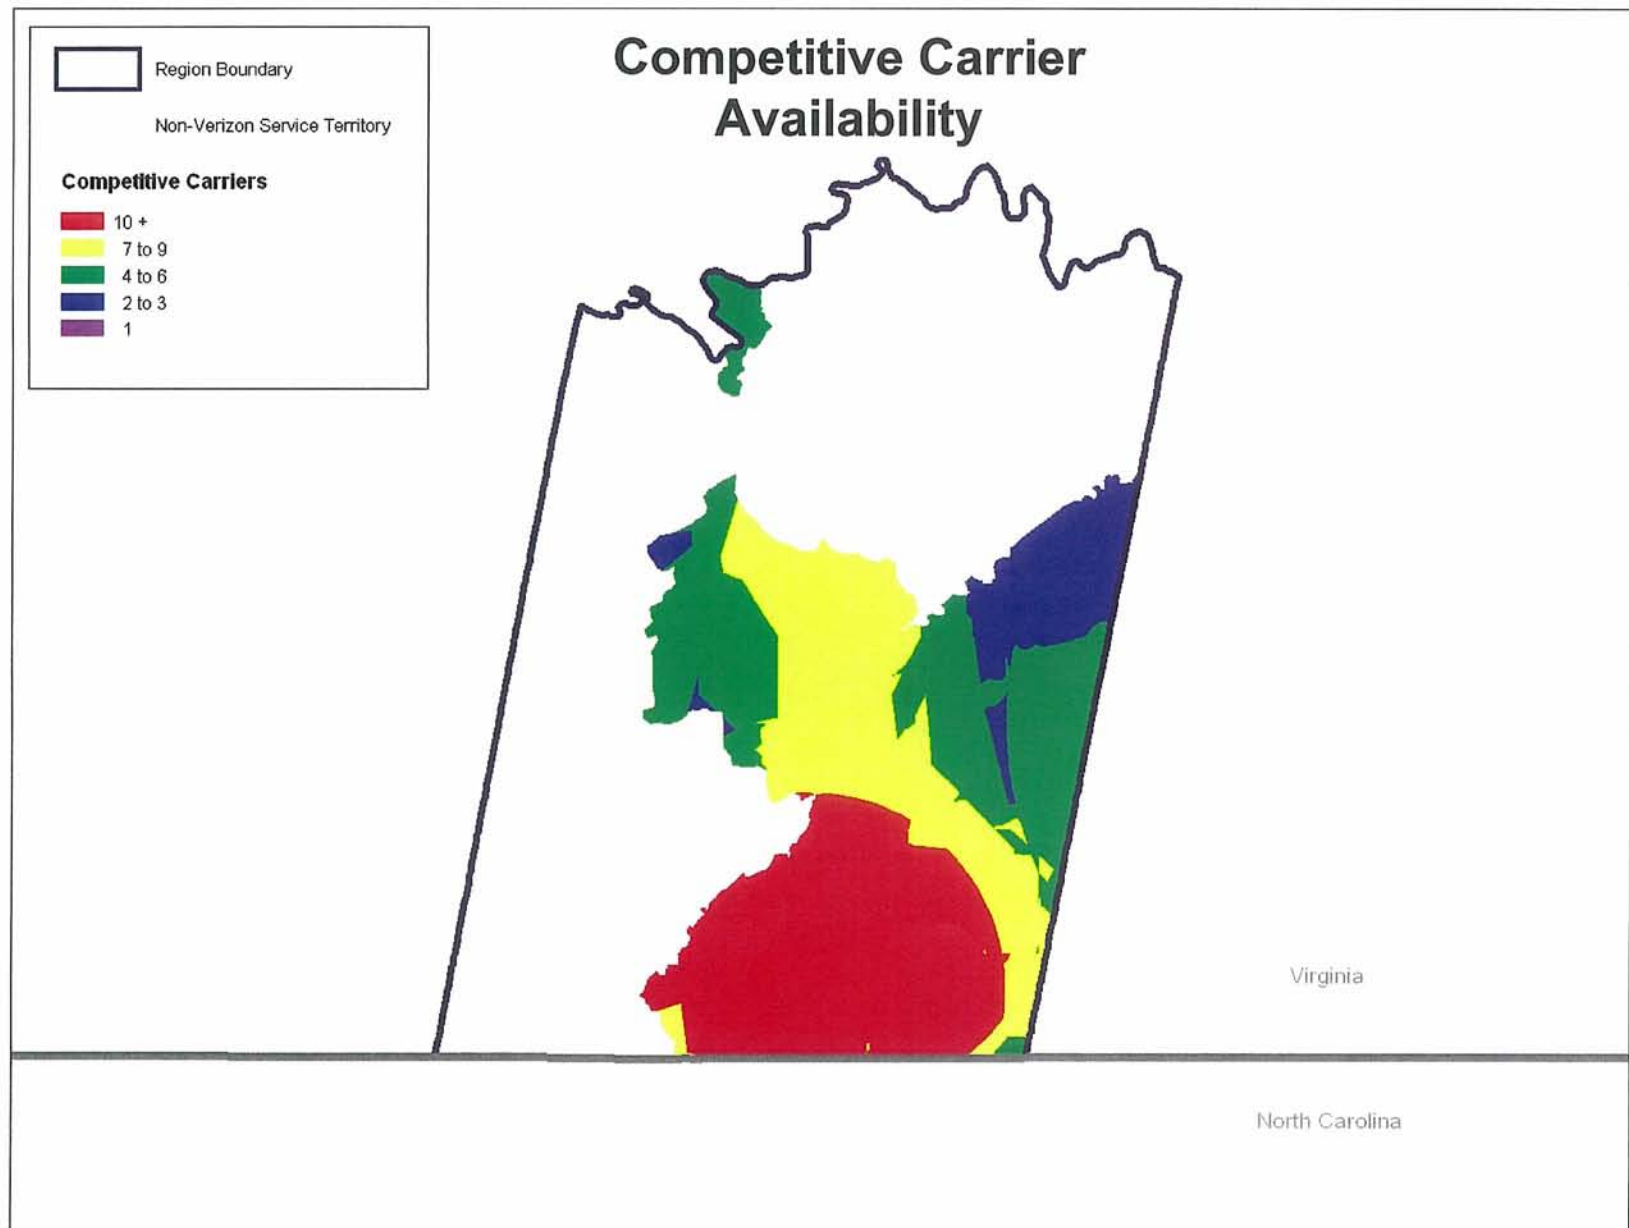 Competitive Carrier
Availability
Region Boundary
Non-Verizon Service Territory
Competitive Carriers
10 +
7 to 9
4 to 6
2 to 3
1
Virginia
North Carolina